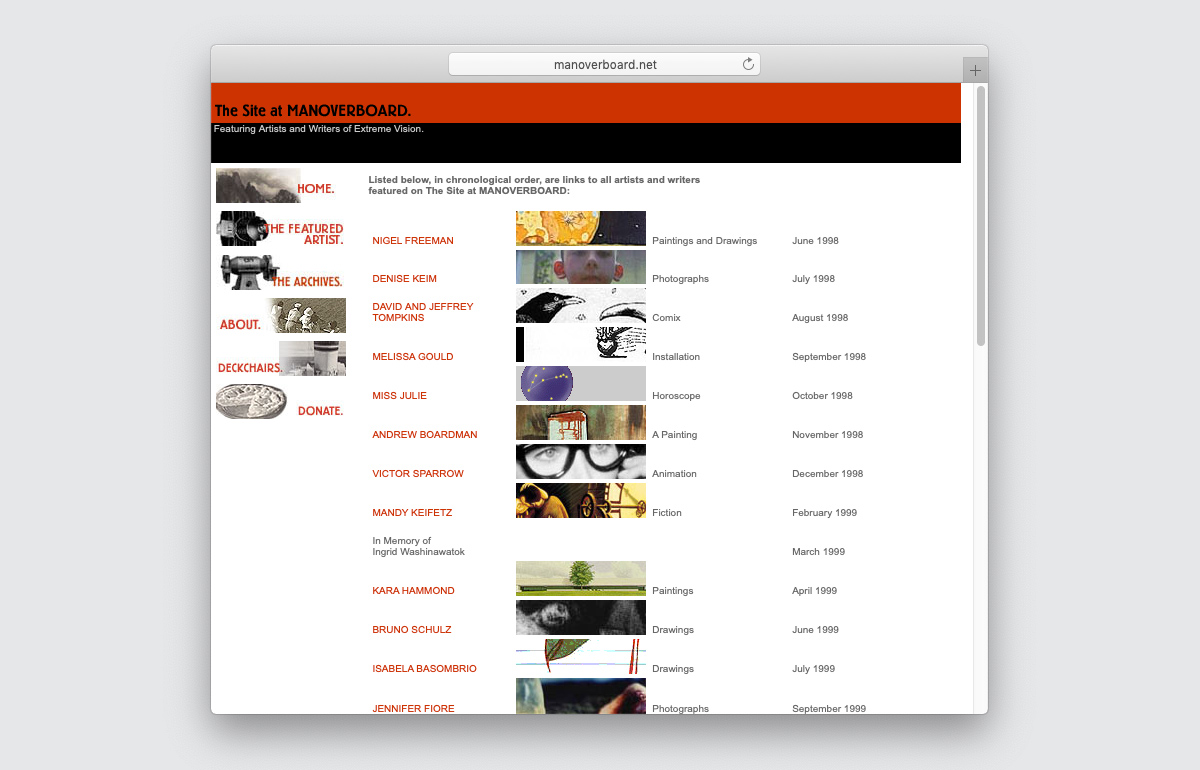 manoverboard.net
The Site at MANOVERBOARD.
Featuring Artists and Writers of Extreme Vision.
HOME.
THE FEATURED
ARTIST.
THE ARCHIVES.
ABOUT.
DECKCHAIRS.
DONATE.
Listed below, in chronological order, are links to all artists and writers
featured on The Site at MANOVERBOARD:
NIGEL FREEMAN Paintings and Drawings June 1998
DENISE KEIM Photographs July 1998
DAVID AND JEFFREY
TOMPKINS Comix August 1998
MELISSA GOULD Installation September 1998
MISS JULIE Horoscope October 1998
ANDREW BOARDMAN A Painting November 1998
VICTOR SPARROW Animation December 1998
MANDY KEIFETZ Fiction February 1999
In Memory of
Ingrid Washinawatok March 1999
KARA HAMMOND Paintings April 1999
BRUNO SCHULZ Drawings June 1999
ISABELA BASOMBRIO Drawings July 1999
JENNIFER FIORE Photographs September 1999